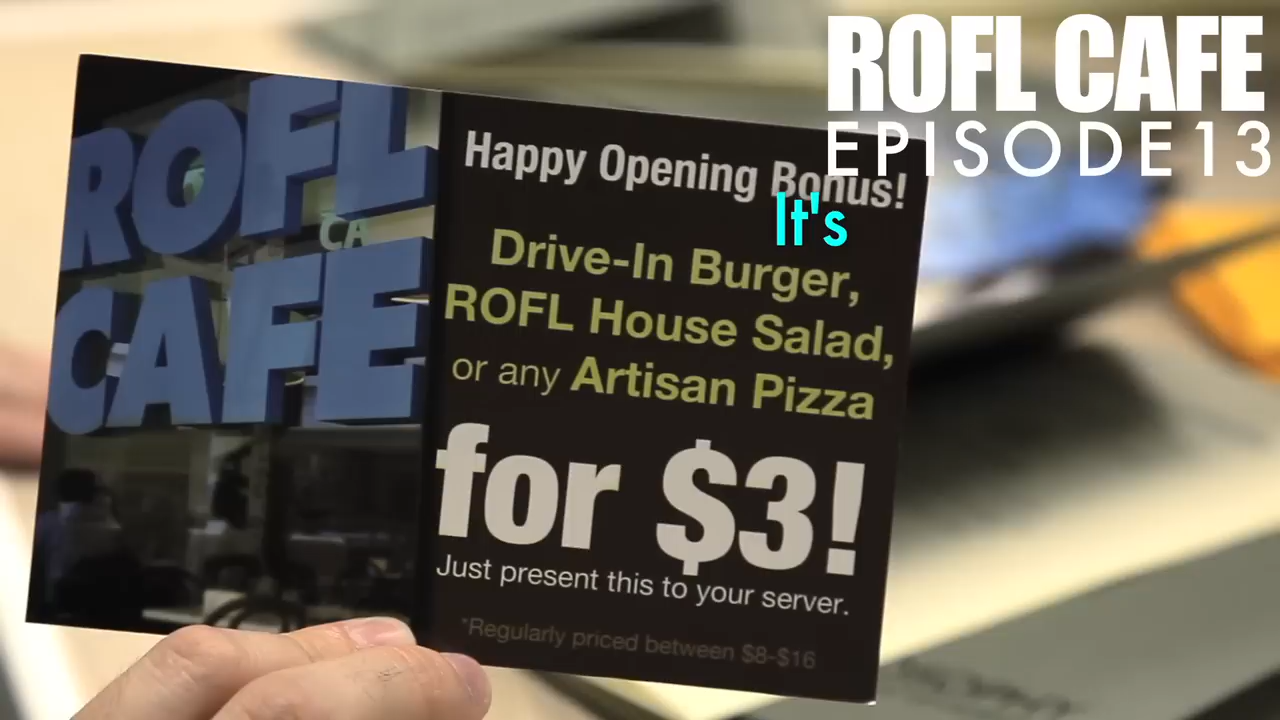 ROFL CAFE
EPISODE13
ROFL
CAFE
CA
Happy Opening Bonus!
It's
Drive-In Burger,
ROFL House Salad,
or any Artisan Pizza
for $3!
Just present this to your server.
*Regularly priced between $8-$16